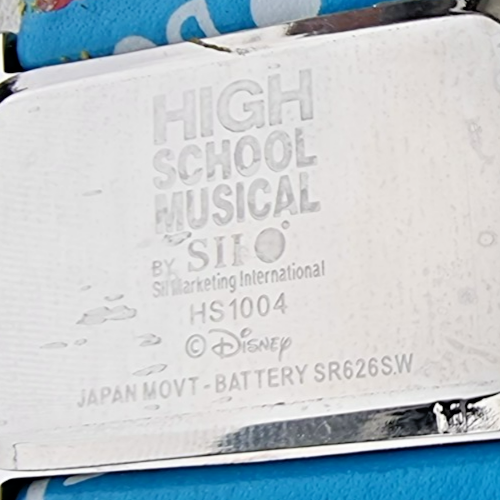 HIGH
SCHOOL
MUSICAL
BY SII
SII Marketing International
HS1004
© Disney
JAPAN MOVT - BATTERY SR626SW